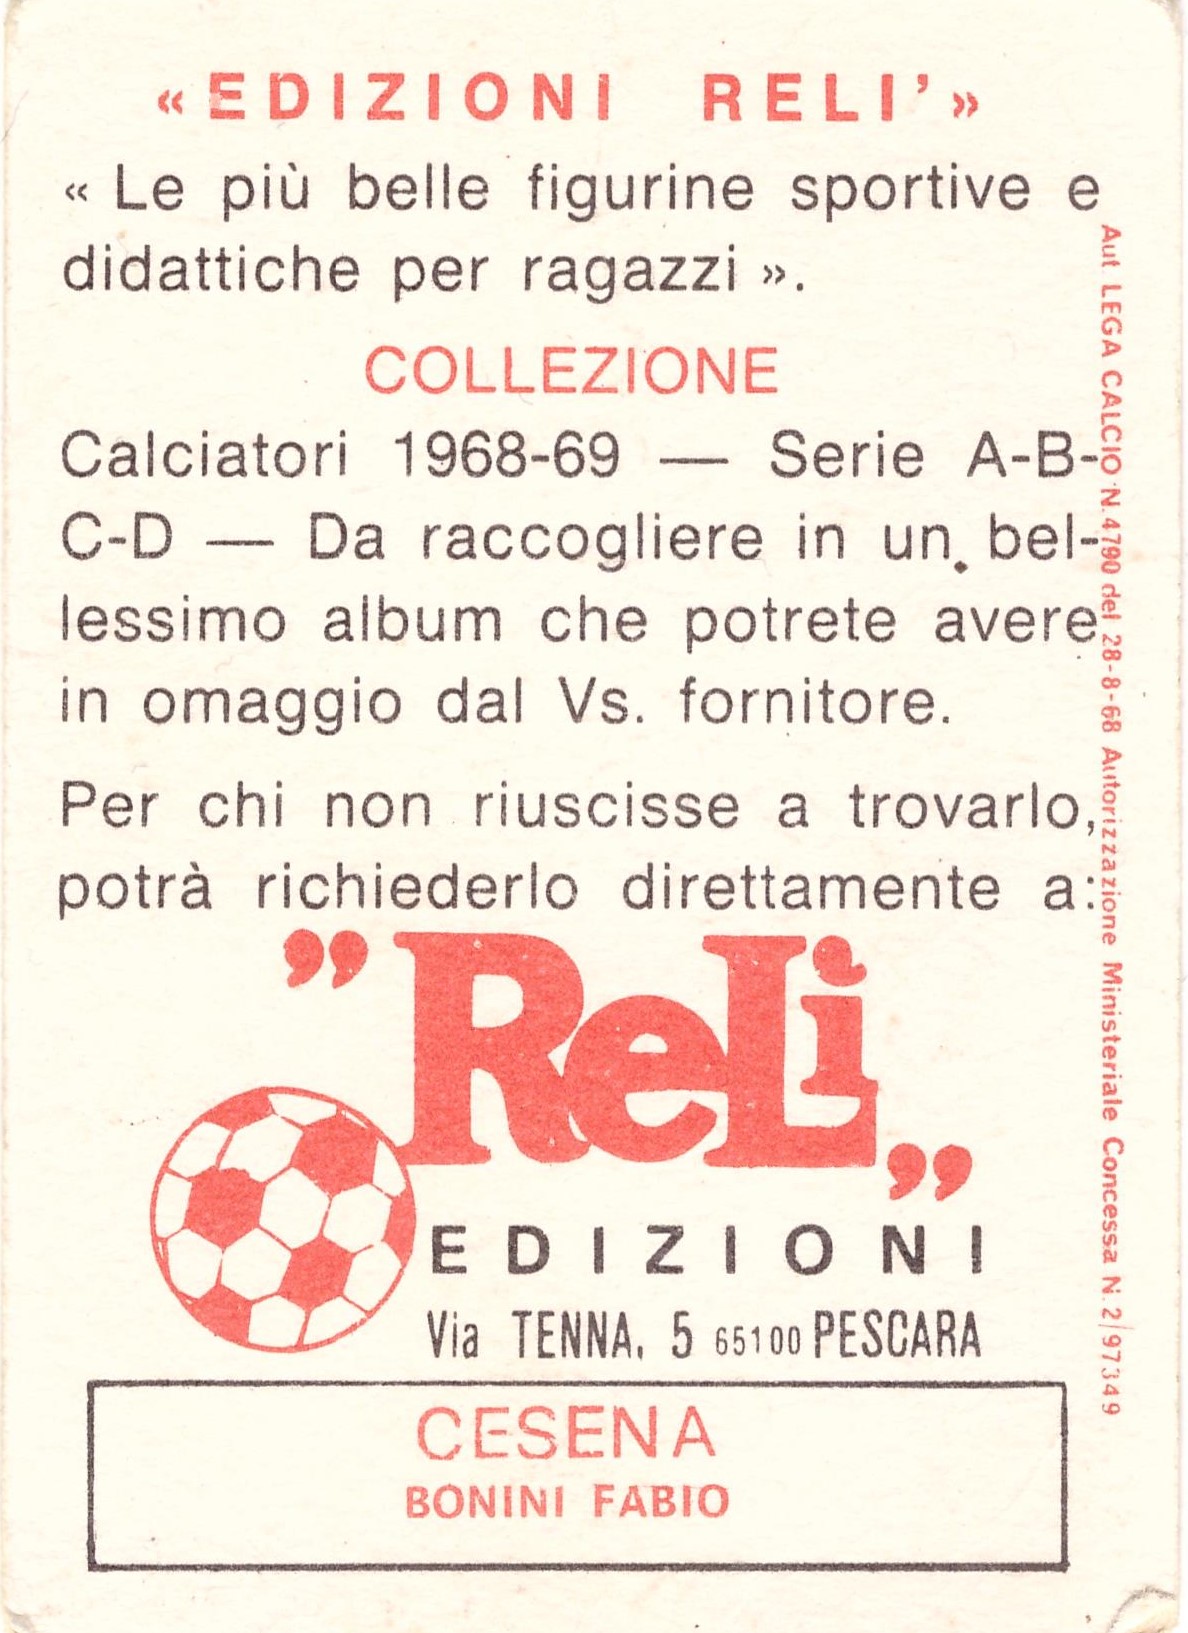 « EDIZIONI RELI' »
« Le più belle figurine sportive e
didattiche per ragazzi ».
COLLEZIONE
Calciatori 1968-69 — Serie A-B-
C-D — Da raccogliere in un bel-
lessimo album che potrete avere
in omaggio dal Vs. fornitore.
Per chi non riuscisse a trovarlo,
potrà richiederlo direttamente a:
"ReLi"
EDIZIONI
Via TENNA, 5 65100 PESCARA
CESENA
BONINI FABIO
Aut LEGA CALCIO N.4790 del 28-8-68 Autorizzazione Ministeriale Concessa N. 2/97349